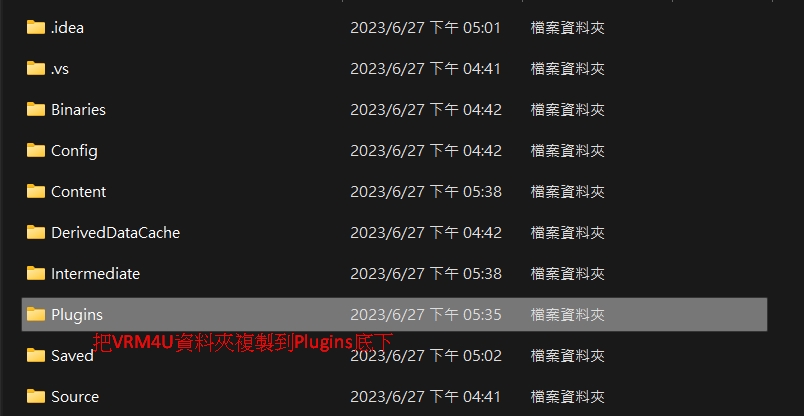 .idea 2023/6/27 下午 05:01 檔案資料夾
.vs 2023/6/27 下午 04:41 檔案資料夾
Binaries 2023/6/27 下午 04:42 檔案資料夾
Config 2023/6/27 下午 04:42 檔案資料夾
Content 2023/6/27 下午 05:38 檔案資料夾
DerivedDataCache 2023/6/27 下午 04:42 檔案資料夾
Intermediate 2023/6/27 下午 05:38 檔案資料夾
Plugins 2023/6/27 下午 05:35 檔案資料夾
把VRM4U資料夾複製到Plugins底下
Saved 2023/6/27 下午 05:02 檔案資料夾
Source 2023/6/27 下午 04:41 檔案資料夾